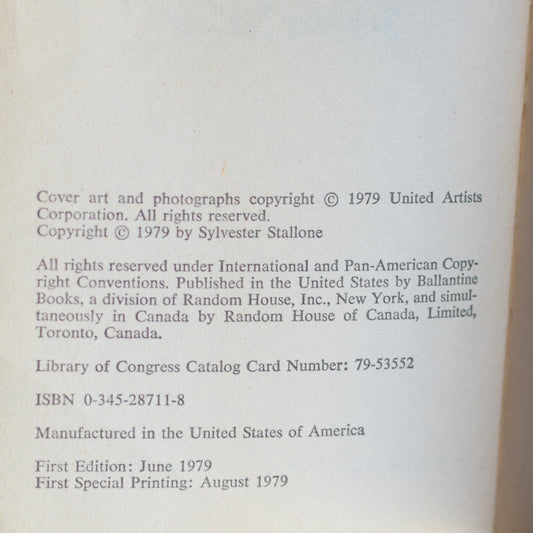 Cover art and photographs copyright © 1979 United Artists
Corporation. All rights reserved.
Copyright © 1979 by Sylvester Stallone
All rights reserved under International and Pan-American Copy-
right Conventions. Published in the United States by Ballantine
Books, a division of Random House, Inc., New York, and simul-
taneously in Canada by Random House of Canada, Limited,
Toronto, Canada.
Library of Congress Catalog Card Number: 79-53552
ISBN 0-345-28711-8
Manufactured in the United States of America
First Edition: June 1979
First Special Printing: August 1979